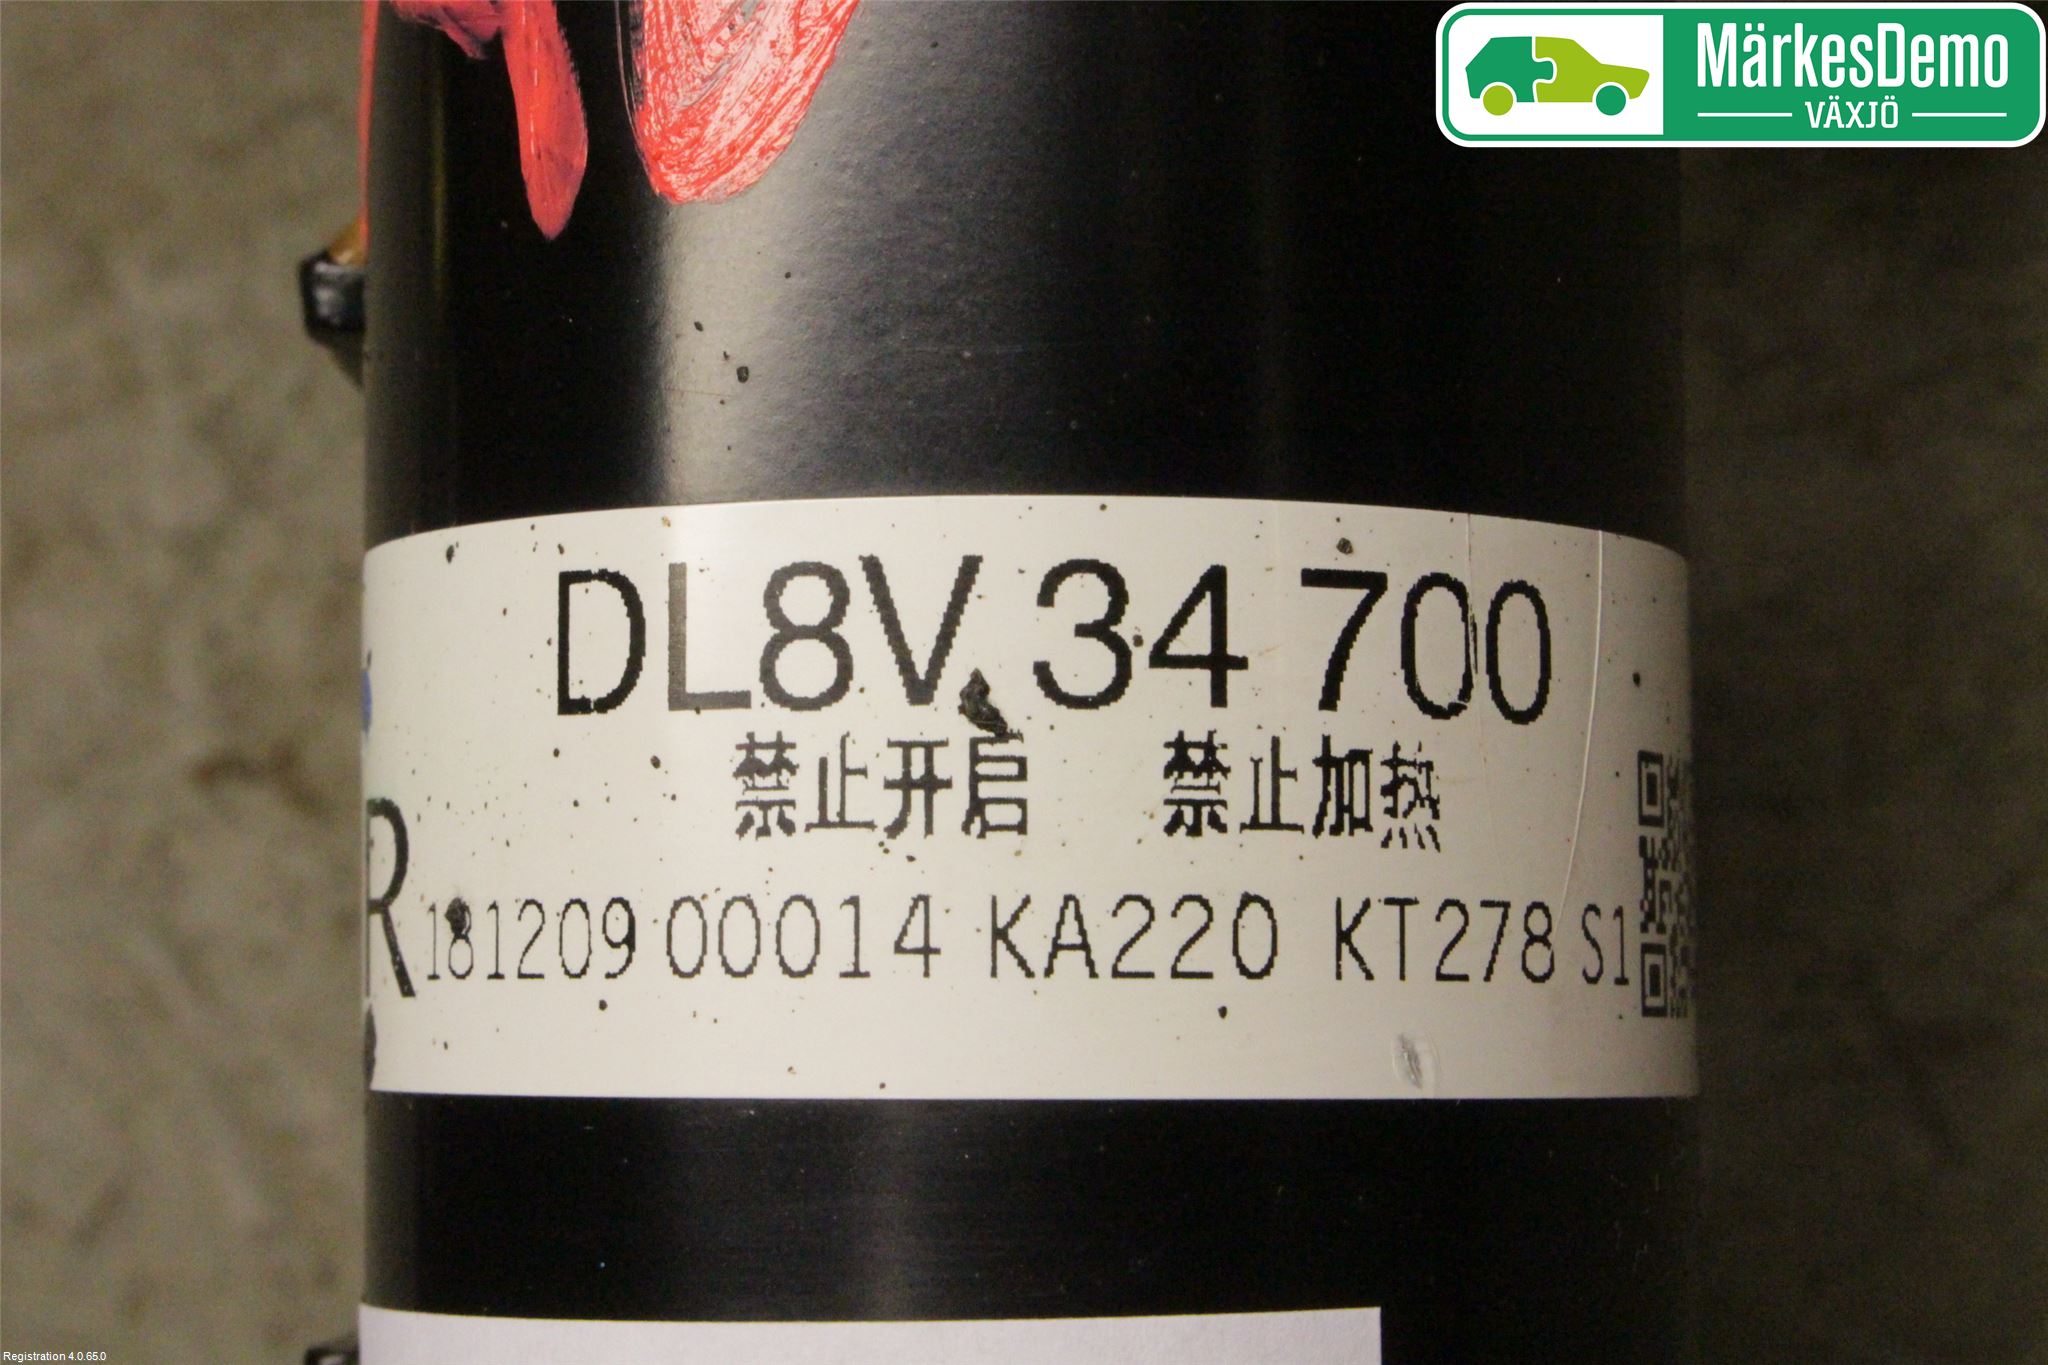 MärkesDemo
VÄXJÖ
DL8V 34 700
禁止开启 禁止加热
R
181209 00014 KA220 KT278 S1
Registration 4.0.65.0